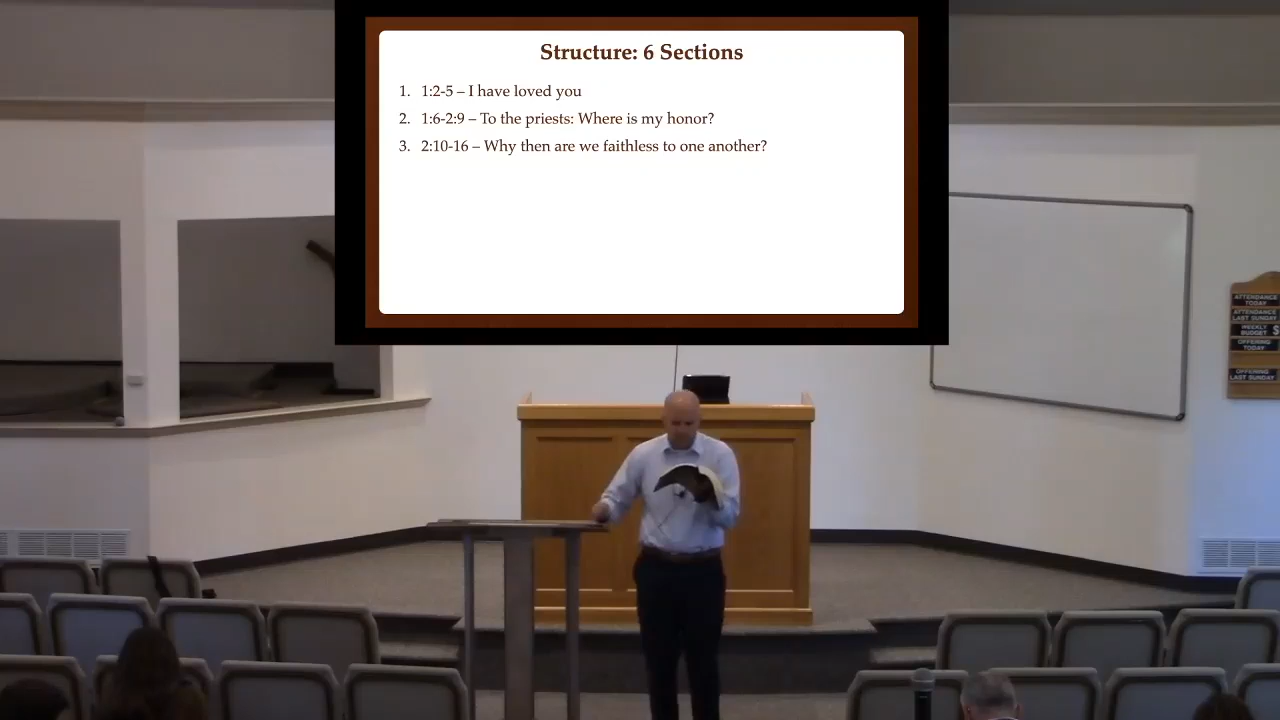 Structure: 6 Sections
1. 1:2-5 – I have loved you
2. 1:6-2:9 – To the priests: Where is my honor?
3. 2:10-16 – Why then are we faithless to one another?
ATTENDANCE
TODAY
ATTENDANCE
LAST SUNDAY
WEEKLY
BUDGET $
OFFERING
TODAY
OFFERING
LAST SUNDAY